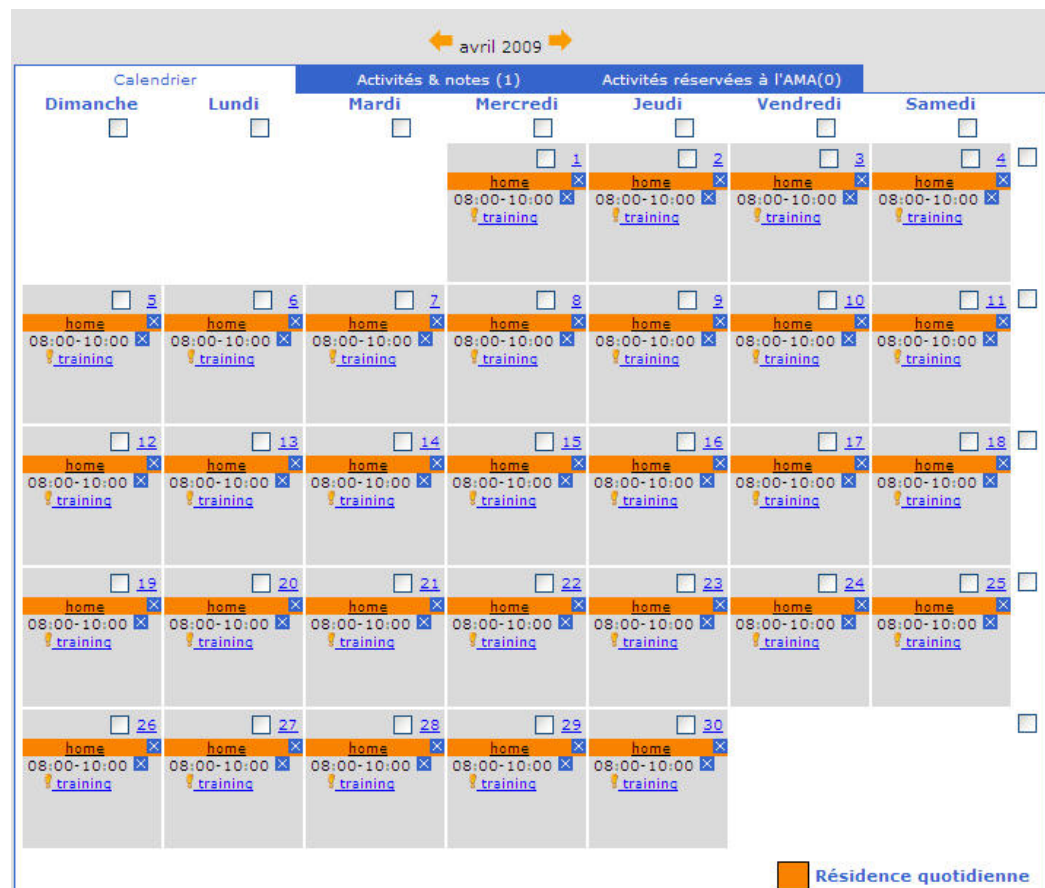 avril 2009
Calendrier Activités & notes (1) Activités réservées à l'AMA(0)
Dimanche Lundi Mardi Mercredi Jeudi Vendredi Samedi
1 2 3 4
home home home home
08:00-10:00 08:00-10:00 08:00-10:00 08:00-10:00
training training training training
5 6 7 8 9 10 11
home home home home home home home
08:00-10:00 08:00-10:00 08:00-10:00 08:00-10:00 08:00-10:00 08:00-10:00 08:00-10:00
training training training training training training training
12 13 14 15 16 17 18
home home home home home home home
08:00-10:00 08:00-10:00 08:00-10:00 08:00-10:00 08:00-10:00 08:00-10:00 08:00-10:00
training training training training training training training
19 20 21 22 23 24 25
home home home home home home home
08:00-10:00 08:00-10:00 08:00-10:00 08:00-10:00 08:00-10:00 08:00-10:00 08:00-10:00
training training training training training training training
26 27 28 29 30
home home home home home
08:00-10:00 08:00-10:00 08:00-10:00 08:00-10:00 08:00-10:00
training training training training training
Résidence quotidienne